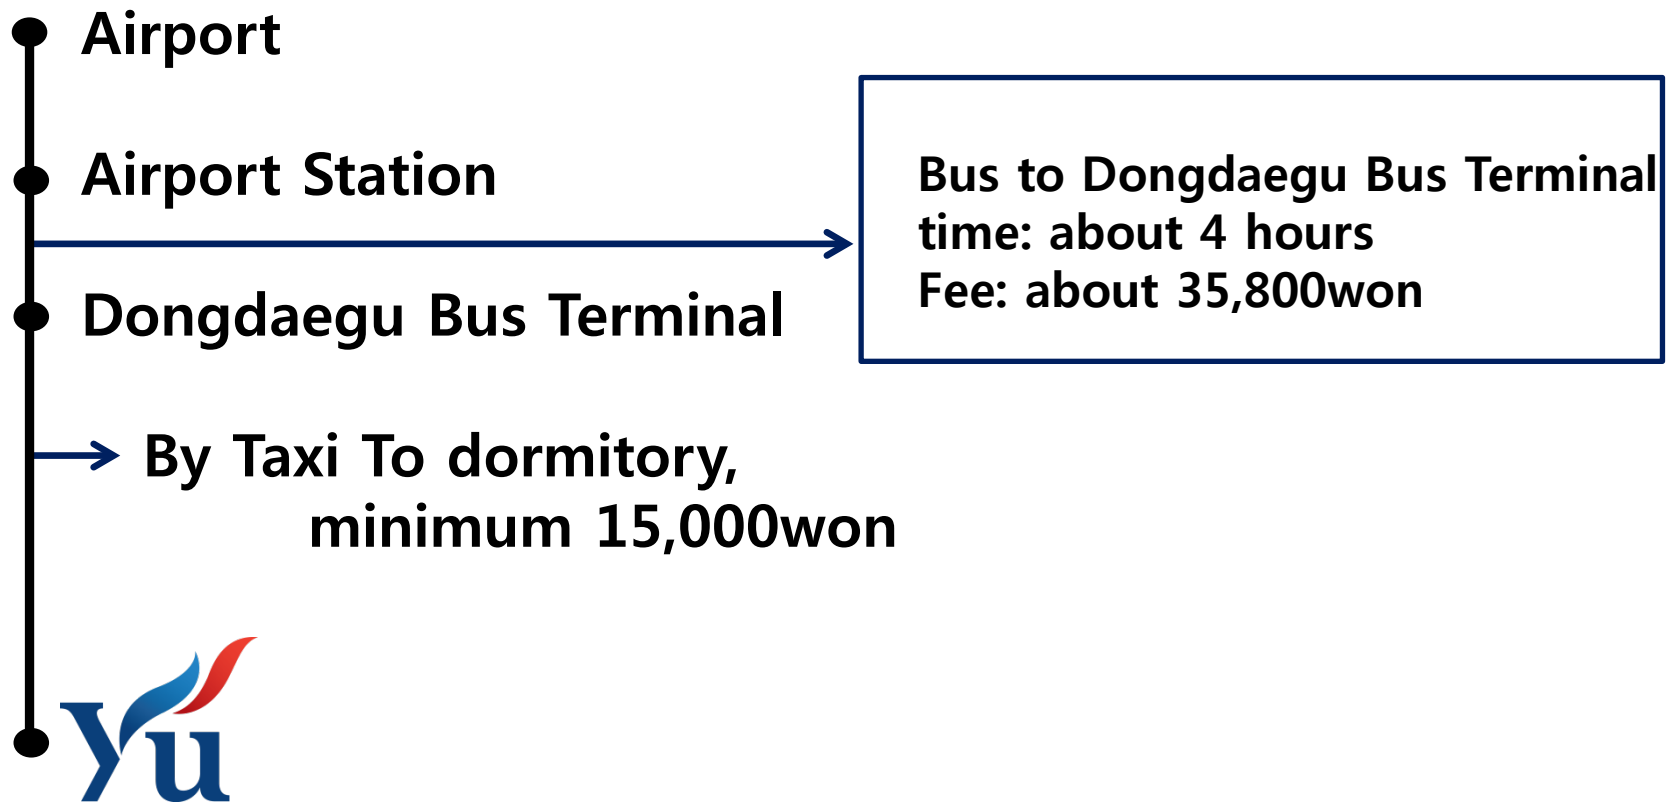 Airport
Airport Station
Bus to Dongdaegu Bus Terminal
time: about 4 hours
Fee: about 35,800won
Dongdaegu Bus Terminal
By Taxi To dormitory,
minimum 15,000won
Yu